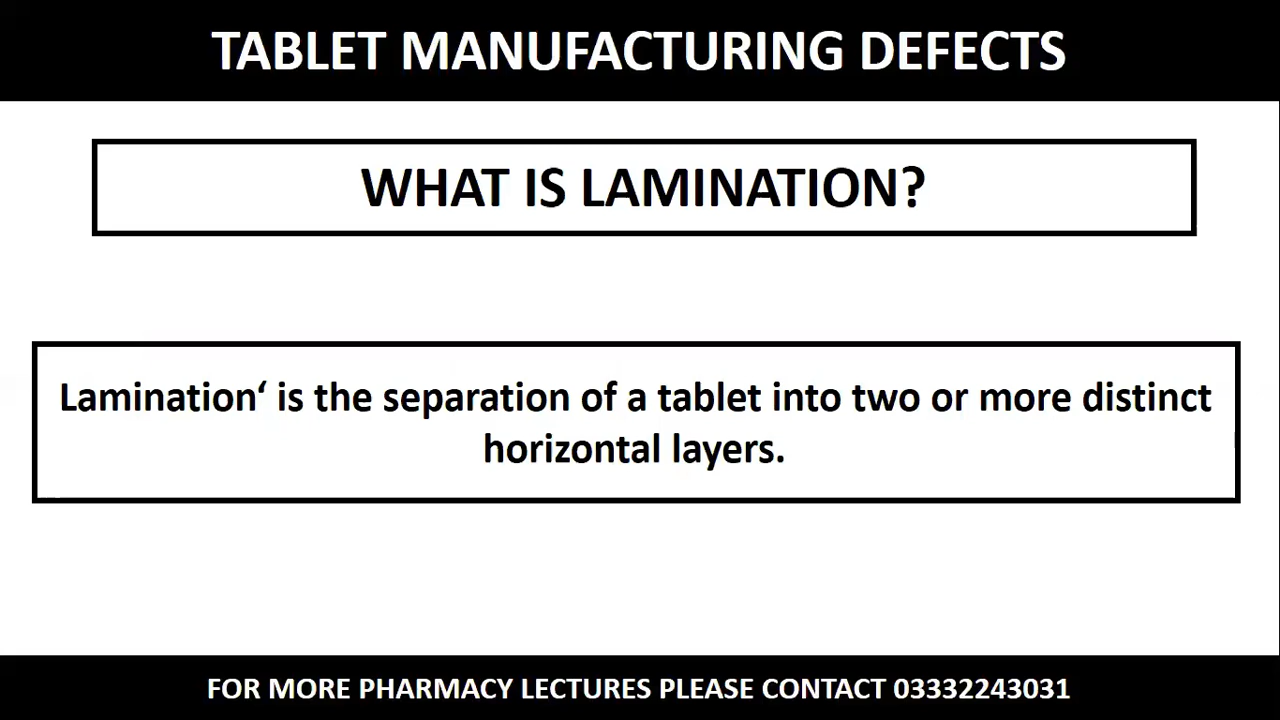 TABLET MANUFACTURING DEFECTS
WHAT IS LAMINATION?
Lamination‘ is the separation of a tablet into two or more distinct
horizontal layers.
FOR MORE PHARMACY LECTURES PLEASE CONTACT 03332243031